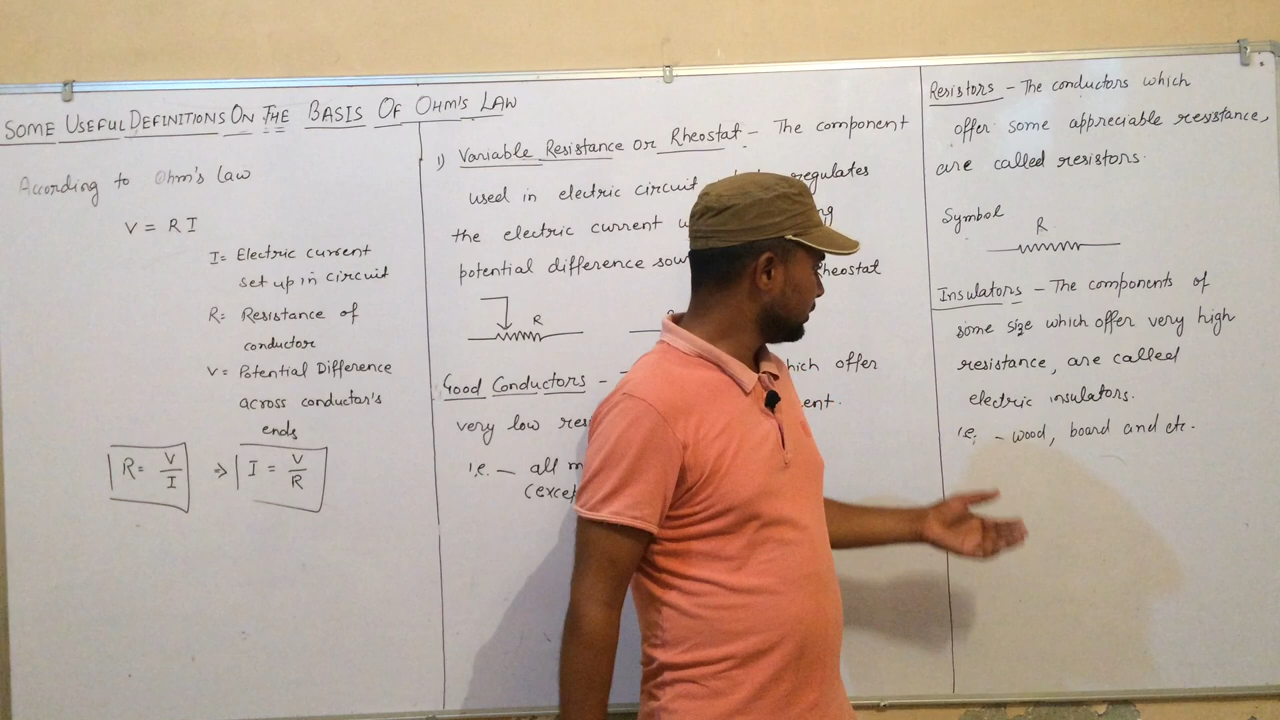 SOME USEFUL DEFINITIONS ON THE BASIS OF OHM'S LAW
According to Ohm's Law
V = R I
I = Electric current
set up in circuit
R = Resistance of
conductor
V = Potential Difference
across conductor's
ends
R = V/I ⇒ I = V/R
1) Variable Resistance Or Rheostat – The component
used in electric circuit regulates
the electric current
potential difference Rheostat
R
Good Conductors – which offer
very low
i.e. – all
Resistors – The conductors which
offer some appreciable resistance,
are called resistors.
Symbol
R
Insulators – The components of
some size which offer very high
resistance, are called
electric insulators.
i.e. – wood, board and etc.